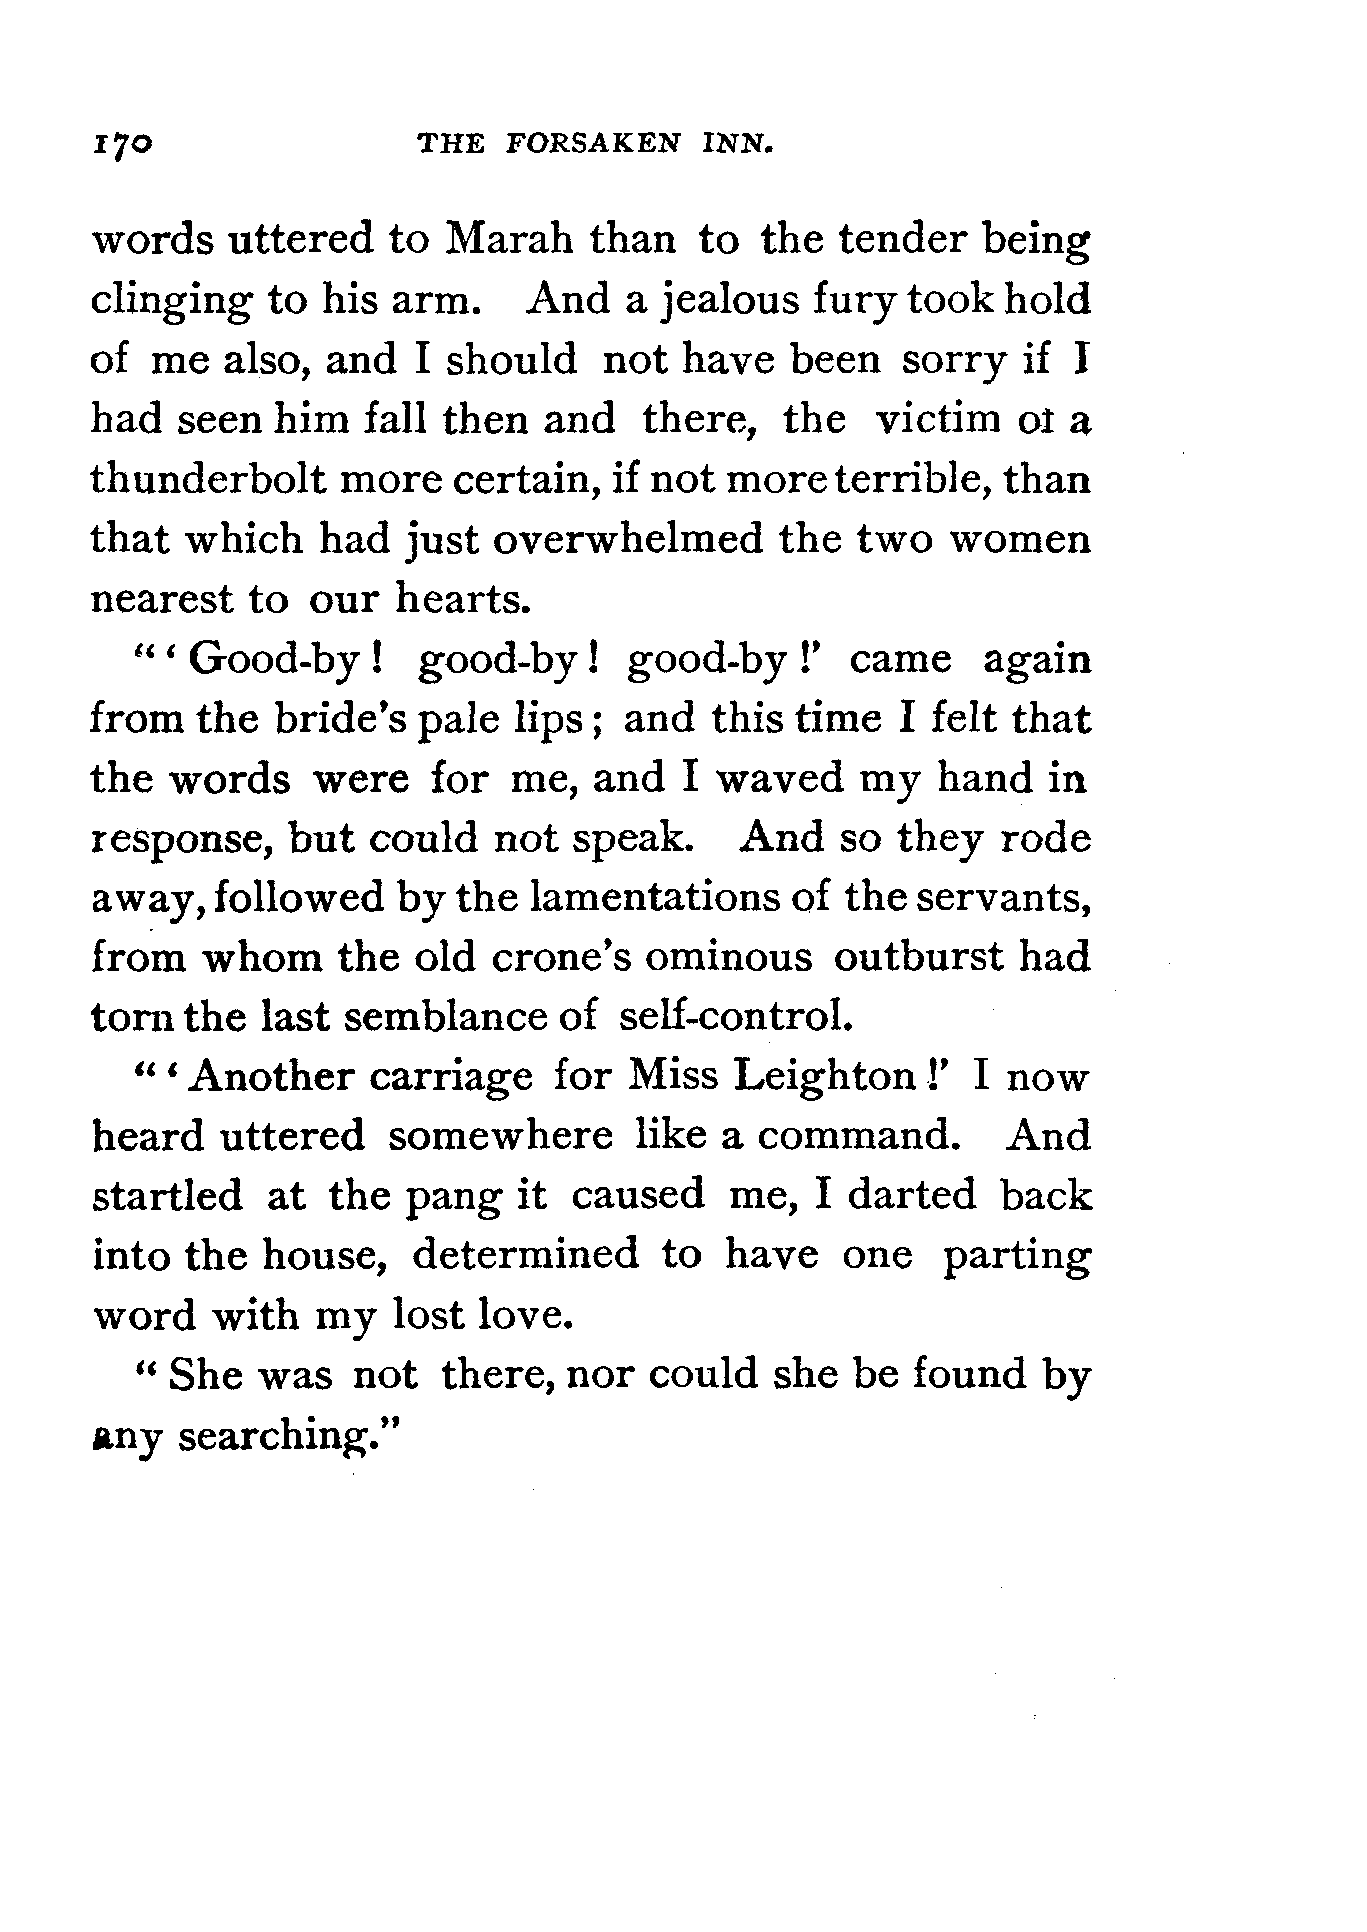 170 THE FORSAKEN INN.
words uttered to Marah than to the tender being
clinging to his arm. And a jealous fury took hold
of me also, and I should not have been sorry if I
had seen him fall then and there, the victim of a
thunderbolt more certain, if not more terrible, than
that which had just overwhelmed the two women
nearest to our hearts.
“‘Good-by! good-by! good-by!’ came again
from the bride’s pale lips; and this time I felt that
the words were for me, and I waved my hand in
response, but could not speak. And so they rode
away, followed by the lamentations of the servants,
from whom the old crone’s ominous outburst had
torn the last semblance of self-control.
“‘Another carriage for Miss Leighton!’ I now
heard uttered somewhere like a command. And
startled at the pang it caused me, I darted back
into the house, determined to have one parting
word with my lost love.
“She was not there, nor could she be found by
any searching.”